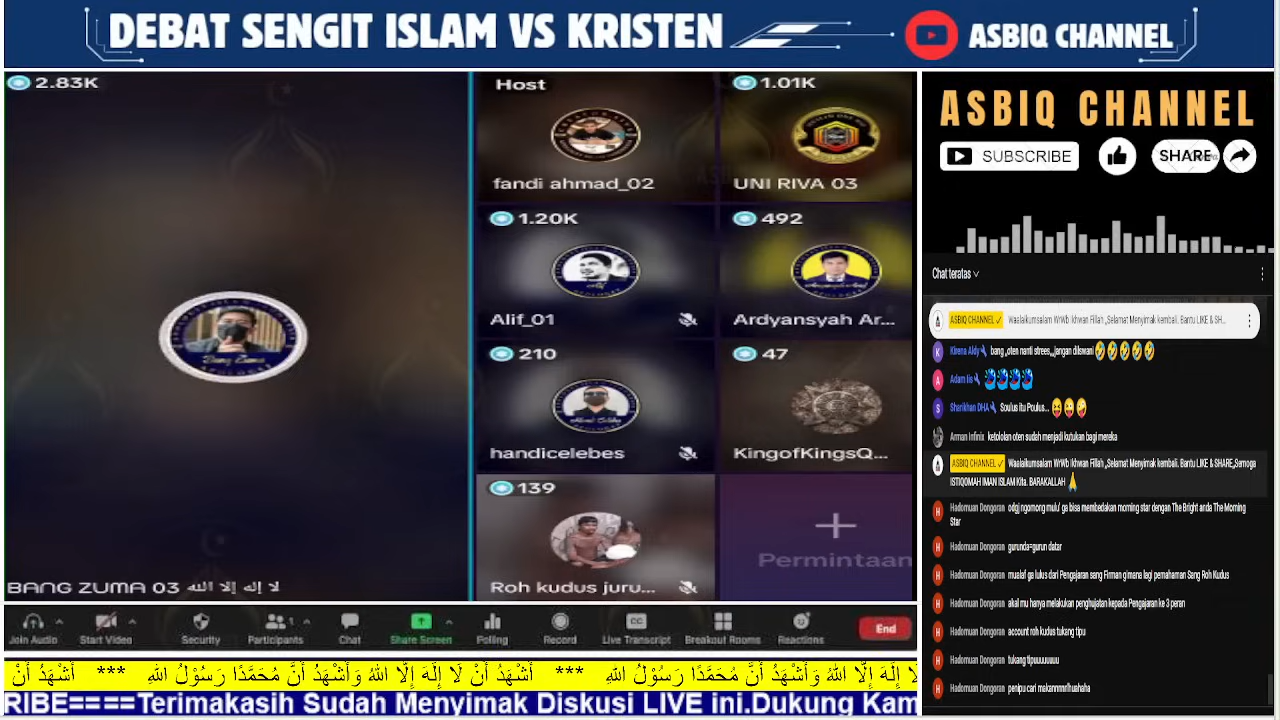 DEBAT SENGIT ISLAM VS KRISTEN
ASBIQ CHANNEL
2.83K
BANG ZUMA 03 لا إله إلا الله
Host
fandi ahmad_02
1.01K
UNI RIVA 03
1.20K
Alif_01
492
Ardyansyah Ar...
210
handicelebes
47
KingofKingsQ...
139
Roh kudus juru...
Permintaan
Join Audio
Start Video
Security
Participants
1
Chat
Share Screen
Polling
Record
Live Transcript
Breakout Rooms
Reactions
End
أَشْهَدُ أَنْ لَا إِلَهَ إِلَّا اللهُ وَأَشْهَدُ أَنَّ مُحَمَّدًا رَسُوْلُ اللهِ *** أَشْهَدُ أَنْ لَا إِلَهَ إِلَّا اللهُ وَأَشْهَدُ أَنَّ مُحَمَّدًا رَسُوْلُ اللهِ *** أَشْهَدُ أَنْ
RIBE====Terimakasih Sudah Menyimak Diskusi LIVE ini.Dukung Kam
ASBIQ CHANNEL
SUBSCRIBE
SHARE
Chat teratas
ASBIQ CHANNEL Waalaikumsalam WrWb Ikhwan Fillah ,Selamat Menyimak kembali. Bantu LIKE & SH...
Kirena Aldy bang ,oten nanti strees,,,jangan dilawani🤣🤣🤣🤣🤣
Adam Iis
Sharikhan DHA Soulus itu Poulus... 😝😜🤪
Arman Infinix ketololan oten sudah menjadi kutukan bagi mereka
ASBIQ CHANNEL Waalaikumsalam WrWb Ikhwan Fillah ,Selamat Menyimak kembali. Bantu LIKE & SHARE,Semoga
ISTIQOMAH IMAN ISLAM Kita. BARAKALLAH 🙏
Hadomuan Dongoran odgj ngomong mulu' ga bisa membedakan morning star dengan The Bright anda The Morning
Star
Hadomuan Dongoran gurunda=gurun datar
Hadomuan Dongoran mualaf ga lulus dari Pengajaran sang Firman gimana lagi pemahaman Sang Roh Kudus
Hadomuan Dongoran akal mu hanya melakukan penghujatan kepada Pengajaran ke 3 peran
Hadomuan Dongoran account roh kudus tukang tipu
Hadomuan Dongoran tukang tipuuuuuuuu
Hadomuan Dongoran penipu cari makannnnnrhuahaha